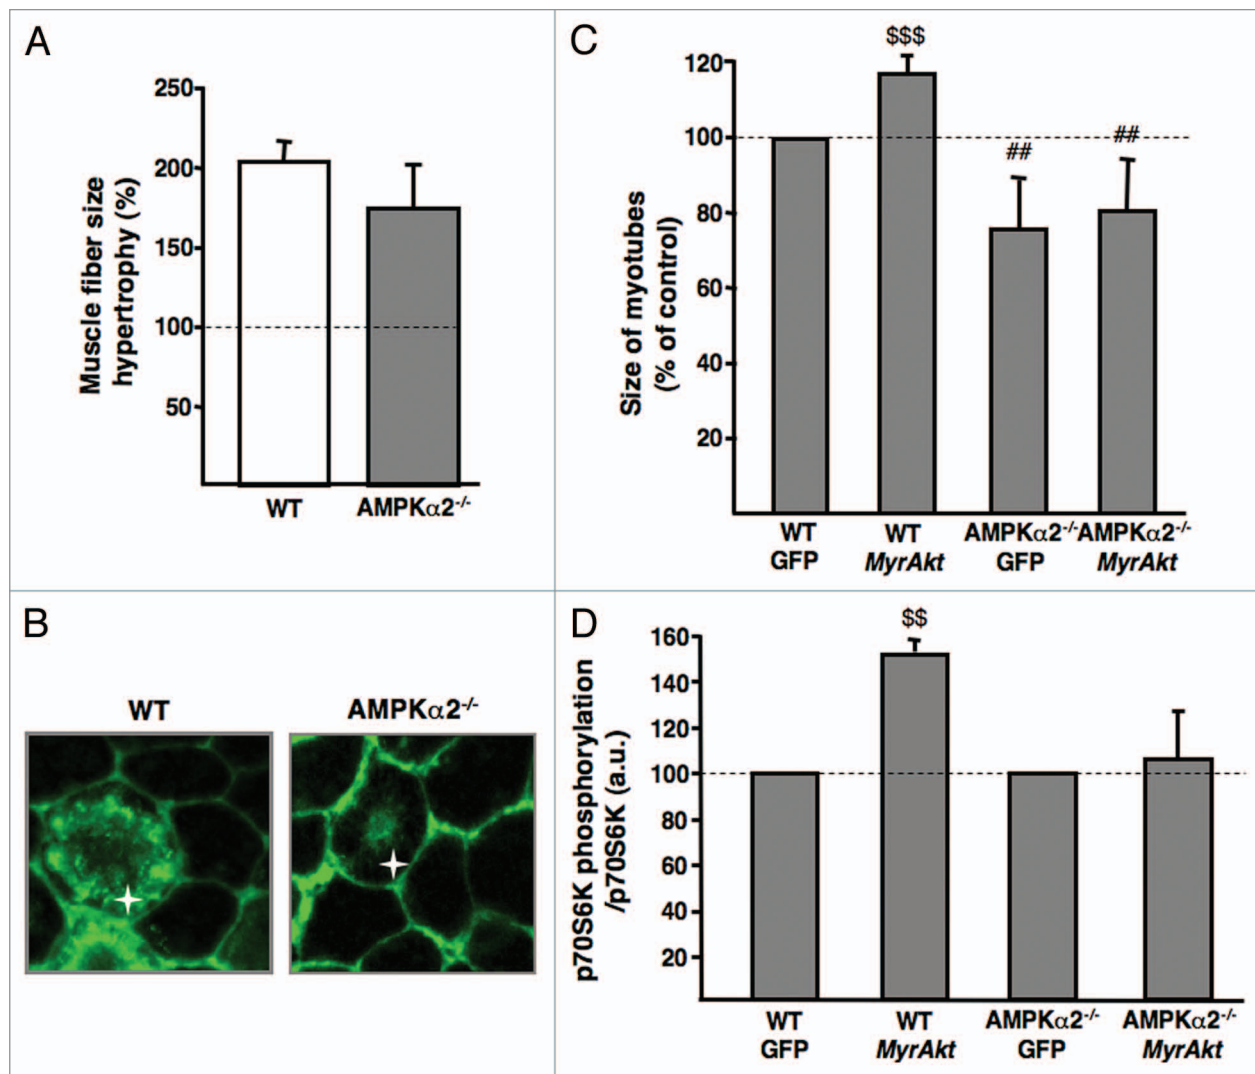 A
250
200
150
100
50
Muscle fiber size
hypertrophy (%)
WT
AMPKα2-/-
B
WT
AMPKα2-/-
C
120
100
80
60
40
20
Size of myotubes
(% of control)
$$$
##
##
WT
GFP
WT
MyrAkt
AMPKα2-/-
GFP
AMPKα2-/-
MyrAkt
D
160
140
120
100
80
60
40
20
p70S6K phosphorylation
/p70S6K (a.u.)
$$
WT
GFP
WT
MyrAkt
AMPKα2-/-
GFP
AMPKα2-/-
MyrAkt